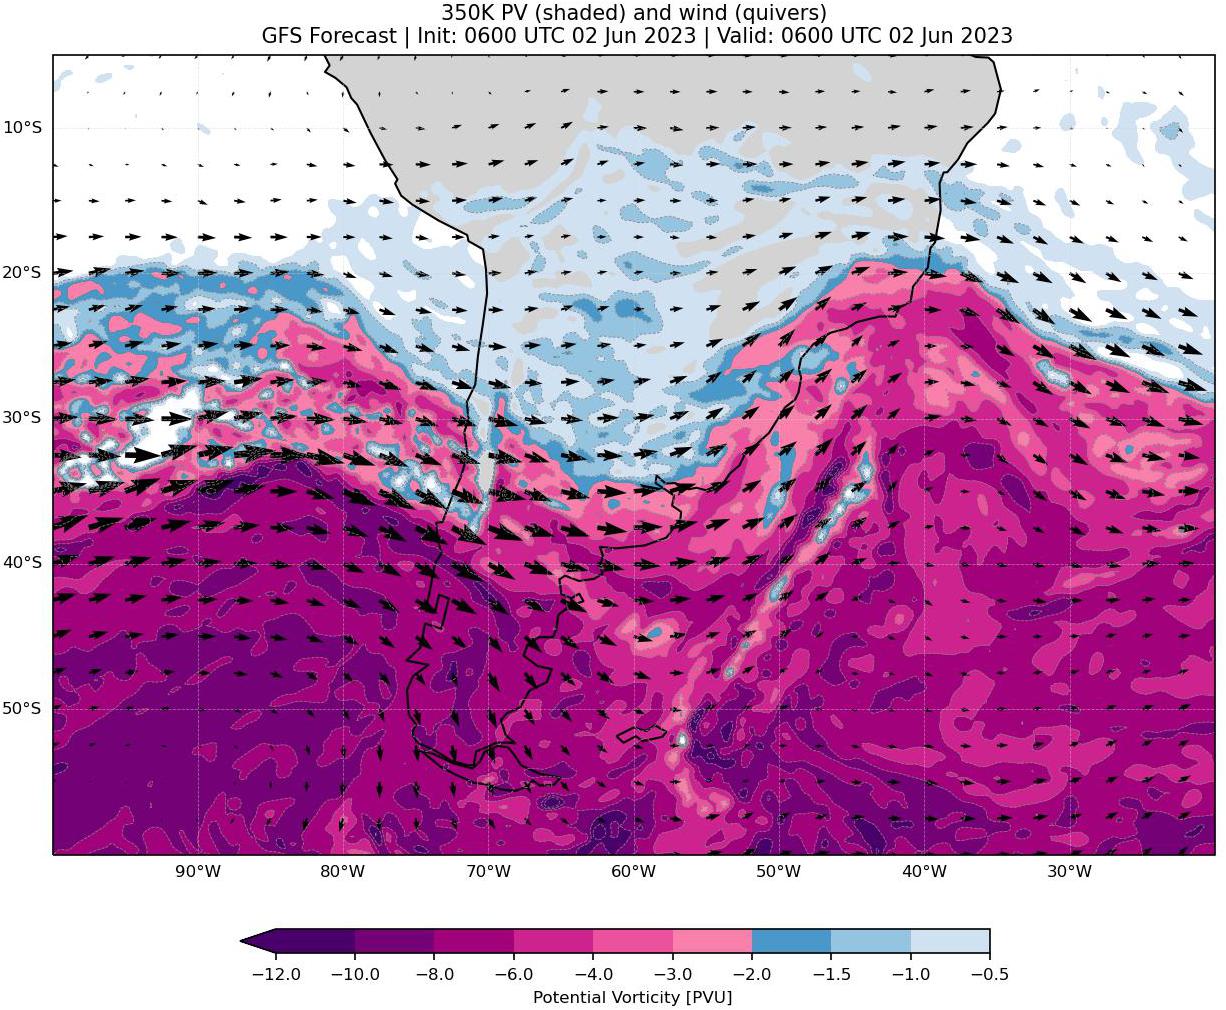 350K PV (shaded) and wind (quivers)
GFS Forecast | Init: 0600 UTC 02 Jun 2023 | Valid: 0600 UTC 02 Jun 2023
10°S
20°S
30°S
40°S
50°S
90°W 80°W 70°W 60°W 50°W 40°W 30°W
−12.0 −10.0 −8.0 −6.0 −4.0 −3.0 −2.0 −1.5 −1.0 −0.5
Potential Vorticity [PVU]